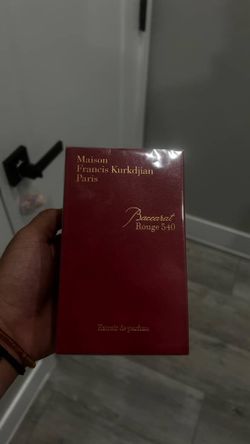 Maison
Francis Kurkdjian
Paris
Baccarat
Rouge 540
Extrait de parfum